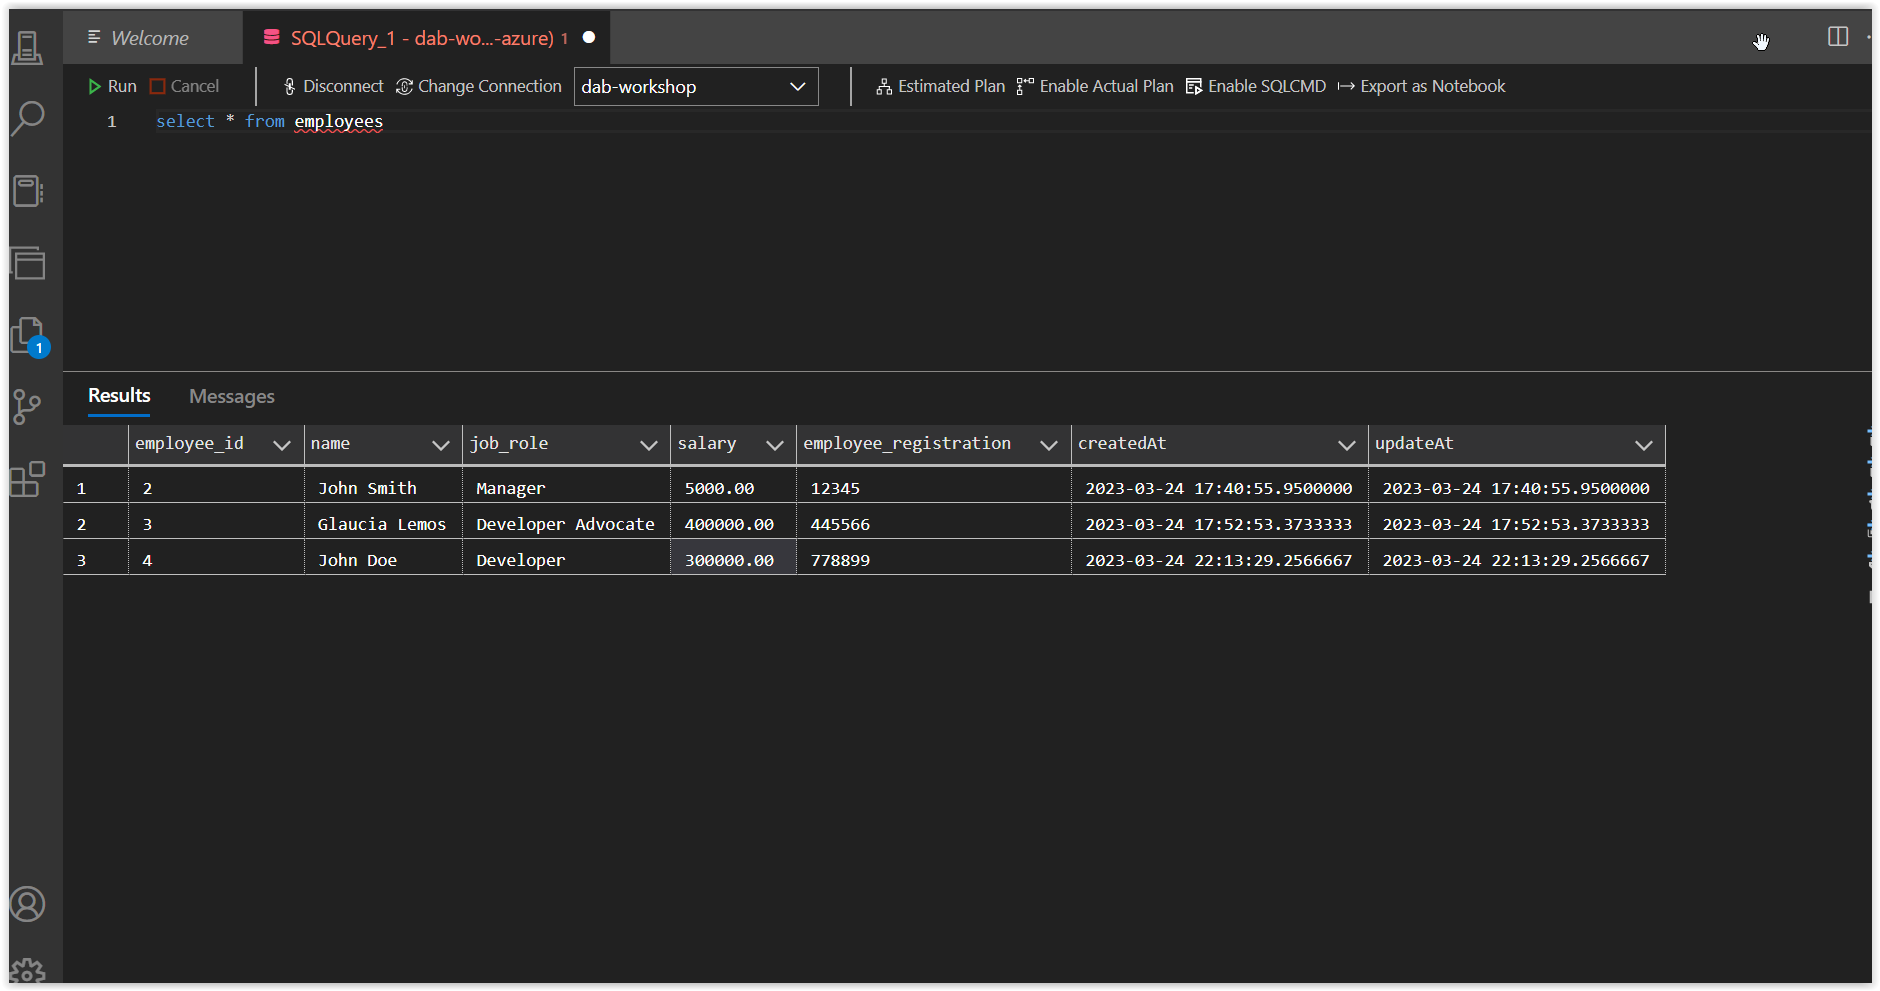 Welcome
SQLQuery_1 - dab-wo...-azure) 1
Run Cancel Disconnect Change Connection dab-workshop Estimated Plan Enable Actual Plan Enable SQLCMD Export as Notebook
1 select * from employees
1
Results Messages
employee_id name job_role salary employee_registration createdAt updateAt
1 2 John Smith Manager 5000.00 12345 2023-03-24 17:40:55.9500000 2023-03-24 17:40:55.9500000
2 3 Glaucia Lemos Developer Advocate 400000.00 445566 2023-03-24 17:52:53.3733333 2023-03-24 17:52:53.3733333
3 4 John Doe Developer 300000.00 778899 2023-03-24 22:13:29.2566667 2023-03-24 22:13:29.2566667